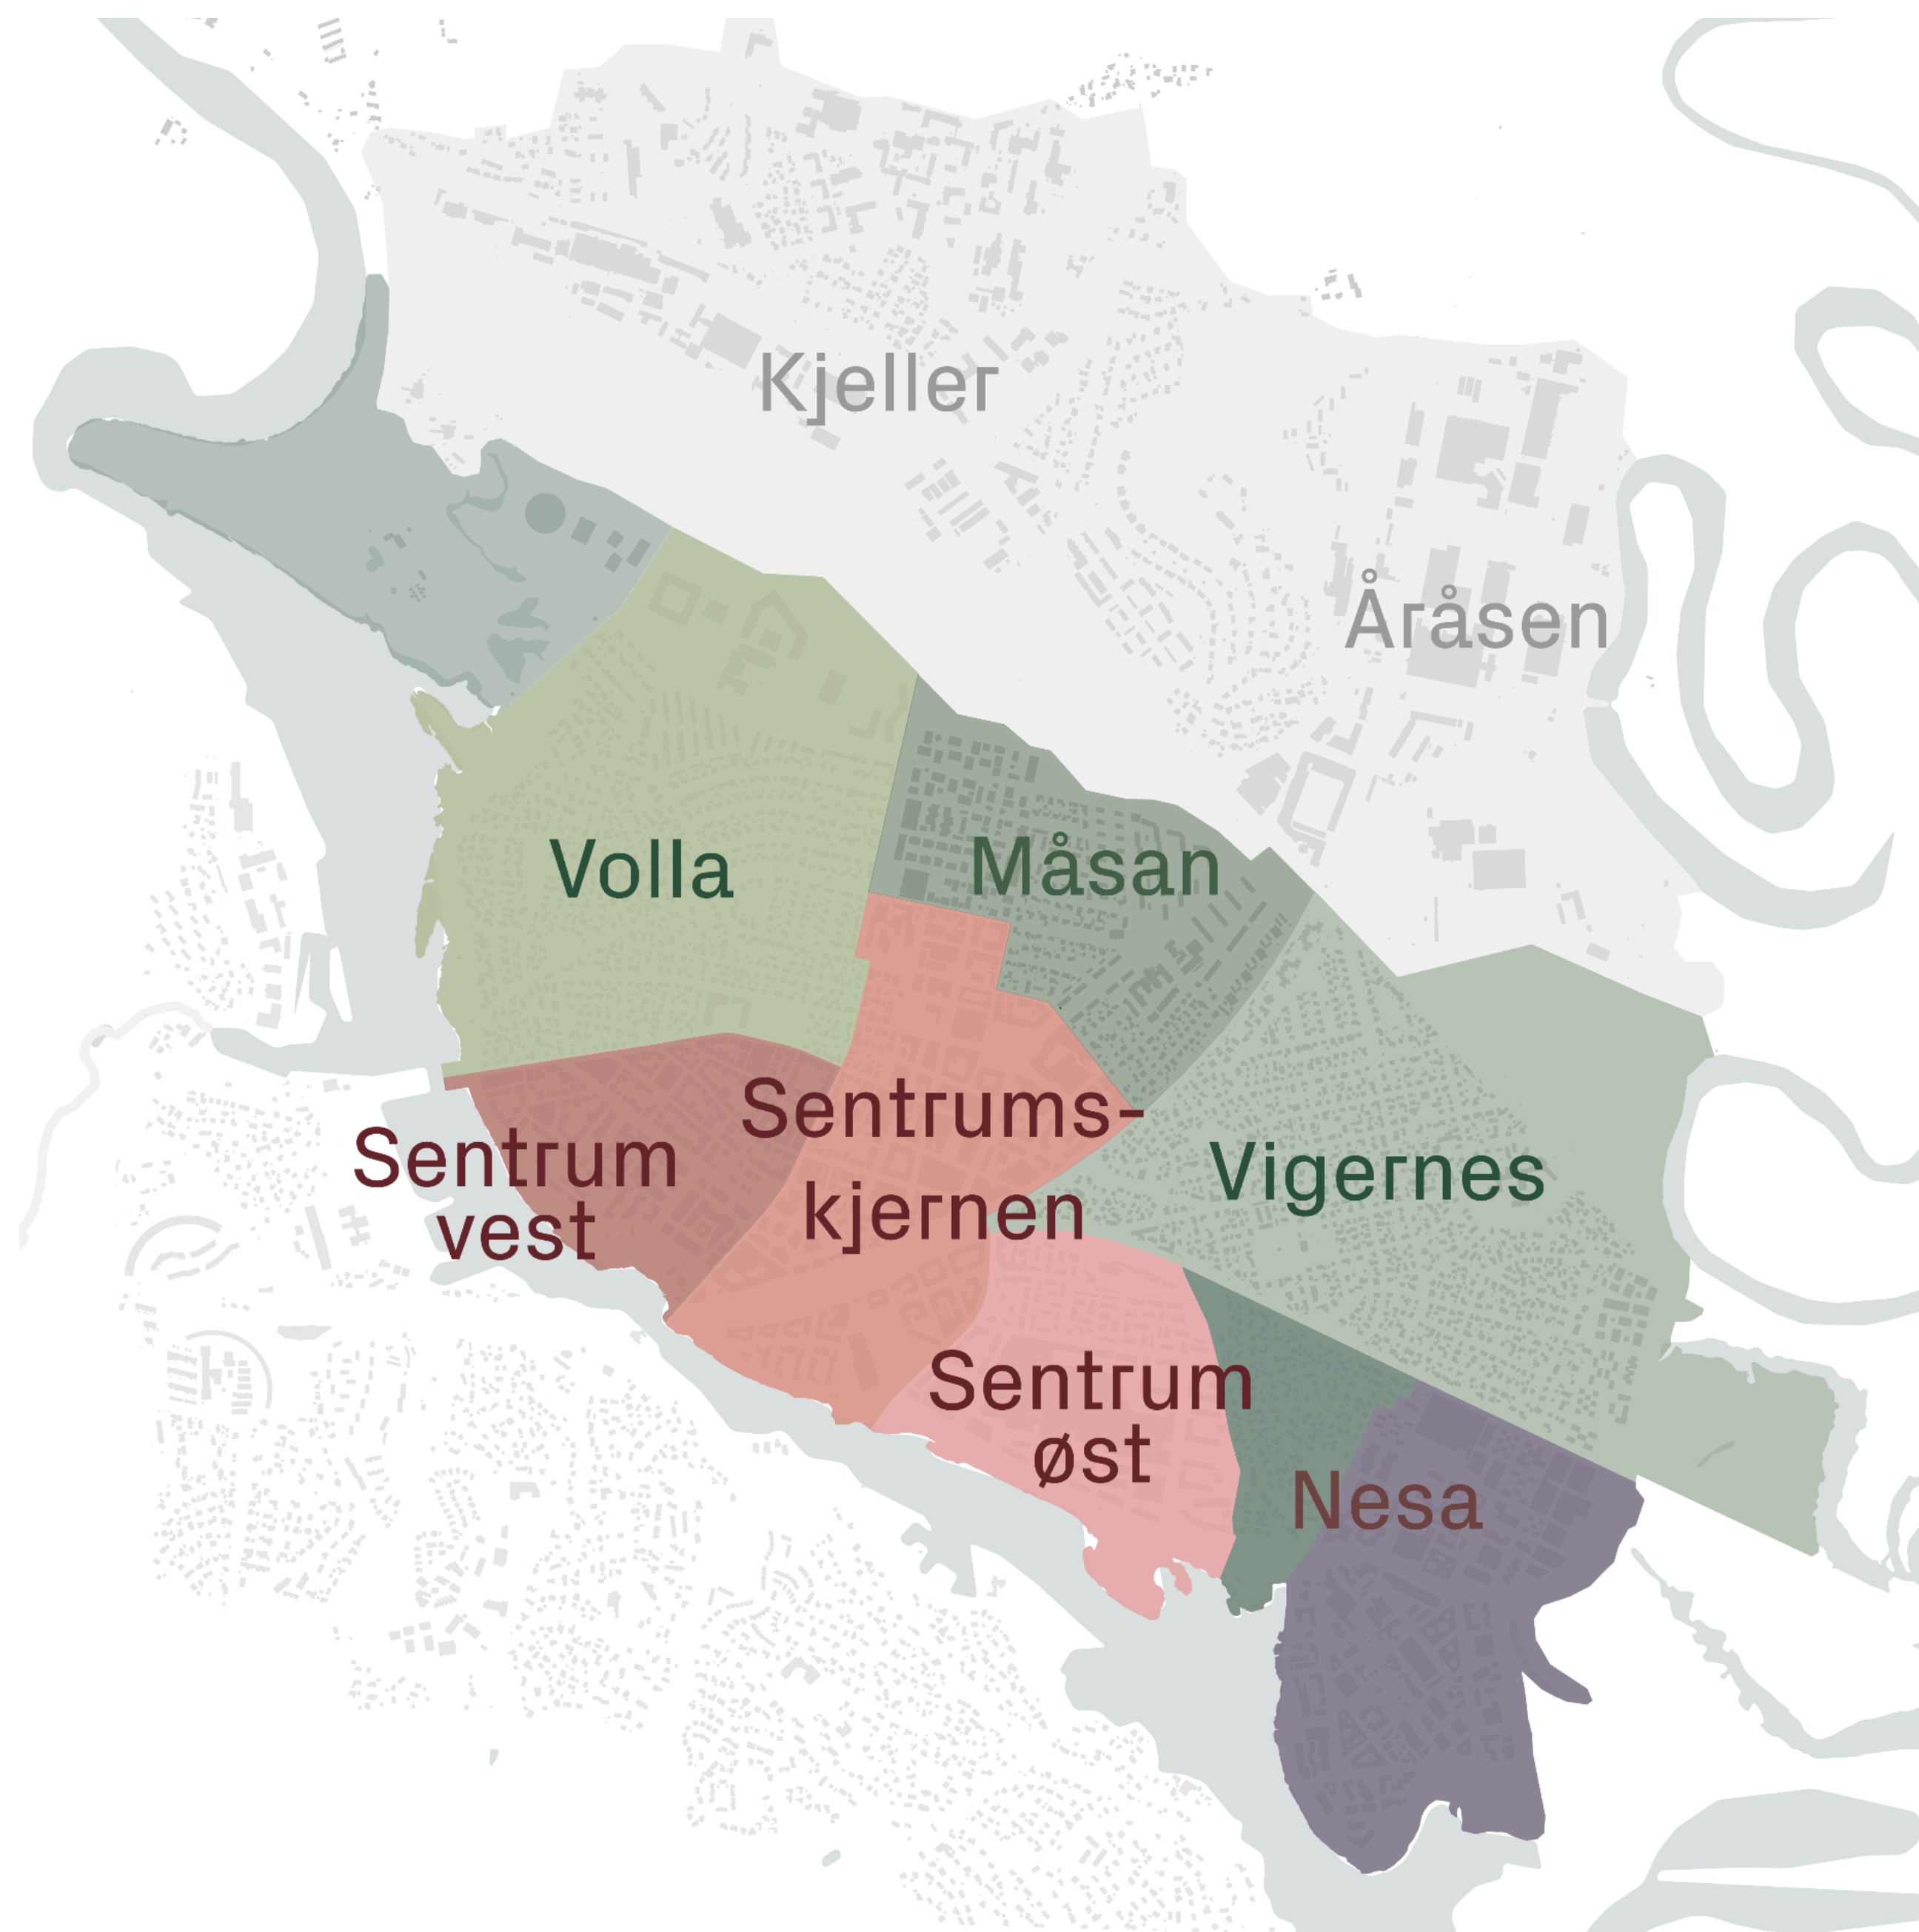 Kjeller
Åråsen
Volla
Måsan
Sentrums-
kjernen
Sentrum
vest
Vigernes
Sentrum
øst
Nesa